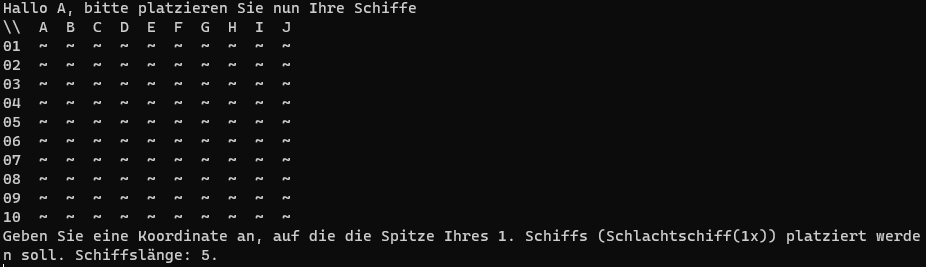 Hallo A, bitte platzieren Sie nun Ihre Schiffe
\\  A  B  C  D  E  F  G  H  I  J
01  ~  ~  ~  ~  ~  ~  ~  ~  ~  ~
02  ~  ~  ~  ~  ~  ~  ~  ~  ~  ~
03  ~  ~  ~  ~  ~  ~  ~  ~  ~  ~
04  ~  ~  ~  ~  ~  ~  ~  ~  ~  ~
05  ~  ~  ~  ~  ~  ~  ~  ~  ~  ~
06  ~  ~  ~  ~  ~  ~  ~  ~  ~  ~
07  ~  ~  ~  ~  ~  ~  ~  ~  ~  ~
08  ~  ~  ~  ~  ~  ~  ~  ~  ~  ~
09  ~  ~  ~  ~  ~  ~  ~  ~  ~  ~
10  ~  ~  ~  ~  ~  ~  ~  ~  ~  ~
Geben Sie eine Koordinate an, auf die die Spitze Ihres 1. Schiffs (Schlachtschiff(1x)) platziert werde
n soll. Schiffslänge: 5.